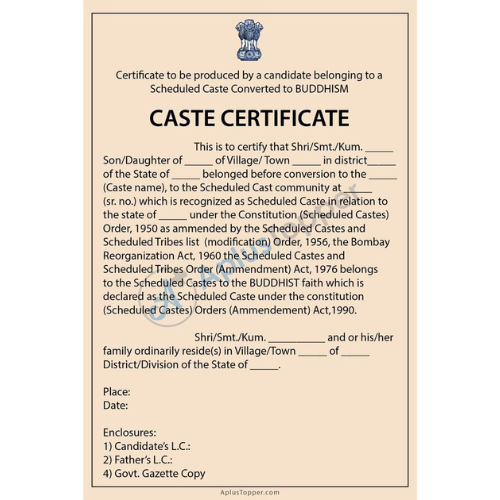 Certificate to be produced by a candidate belonging to a
Scheduled Caste Converted to BUDDHISM
CASTE CERTIFICATE
This is to certify that Shri/Smt./Kum. _____
Son/Daughter of _____ of Village/ Town _____ in district_____
of the State of _____ belonged before conversion to the _____
(Caste name), to the Scheduled Cast community at _____
(sr. no.) which is recognized as Scheduled Caste in relation to
the state of _____ under the Constitution (Scheduled Castes)
Order, 1950 as ammended by the Scheduled Castes and
Scheduled Tribes list (modification) Order, 1956, the Bombay
Reorganization Act, 1960 the Scheduled Castes and
Scheduled Tribes Order (Ammendment) Act, 1976 belongs
to the Scheduled Castes to the BUDDHIST faith which is
declared as the Scheduled Caste under the constitution
(Scheduled Castes) Orders (Ammendement) Act,1990.
Shri/Smt./Kum. __________ and or his/her
family ordinarily reside(s) in Village/Town _____ of _____
District/Division of the State of _____.
Place:
Date:
Enclosures:
1) Candidate's L.C.:
2) Father's L.C.:
4) Govt. Gazette Copy
AplusTopper
AplusTopper.com